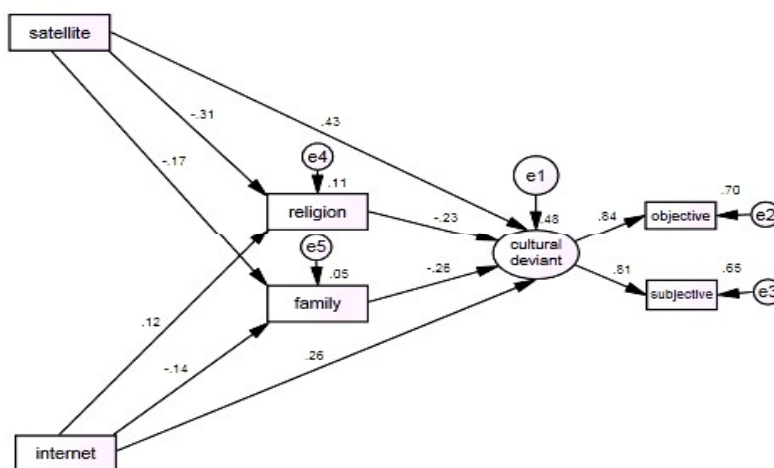 satellite
-.31
.43
-.17
e4
.11
e1
religion
-.23
.48
.84
.70
objective
e2
e5
.05
cultural
deviant
family
-.26
.81
.65
subjective
e3
.12
-.14
.26
internet